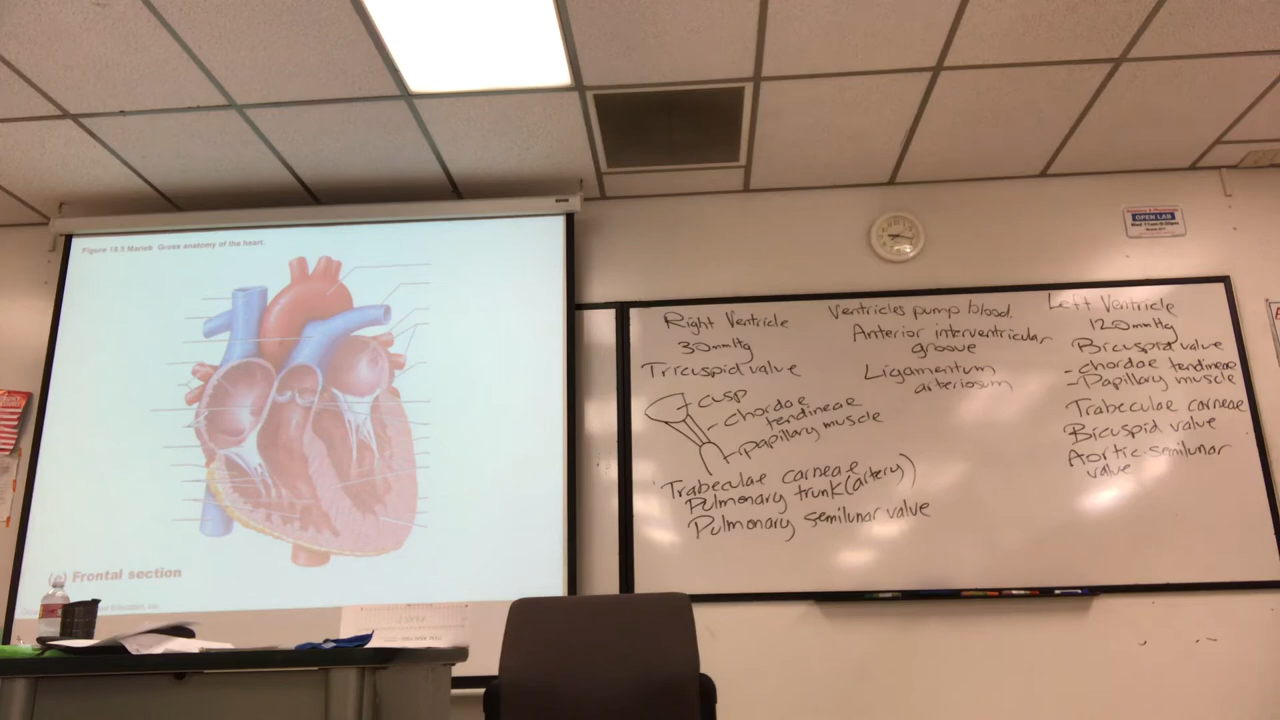 Figure 18.5 Marieb Gross anatomy of the heart.
(e) Frontal section
Right Ventricle
30mmHg
Tricuspid valve
cusp
chordae
tendineae
papillary muscle
Trabeculae carneae
Pulmonary trunk (artery)
Pulmonary semilunar valve
Ventricles pump blood.
Anterior interventricular
groove
Ligamentum
arteriosum
Left Ventricle
120mmHg
Bicuspid valve
- chordae tendineae
- Papillary muscle
Trabeculae carneae
Bicuspid valve
Aortic semilunar
valve
OPEN LAB